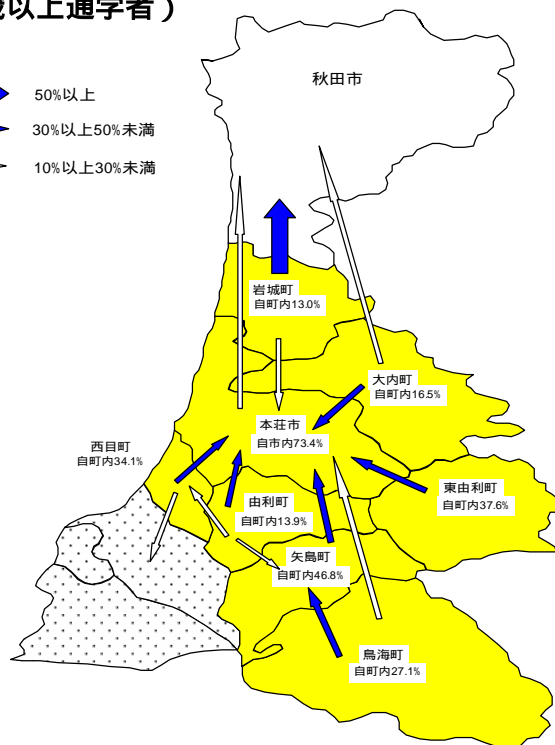 以上通学者）
50%以上
30%以上50%未満
10%以上30%未満
秋田市
岩城町
自町内13.0%
大内町
自町内16.5%
本荘市
自市内73.4%
西目町
自町内34.1%
東由利町
自町内37.6%
由利町
自町内13.9%
矢島町
自町内46.8%
鳥海町
自町内27.1%